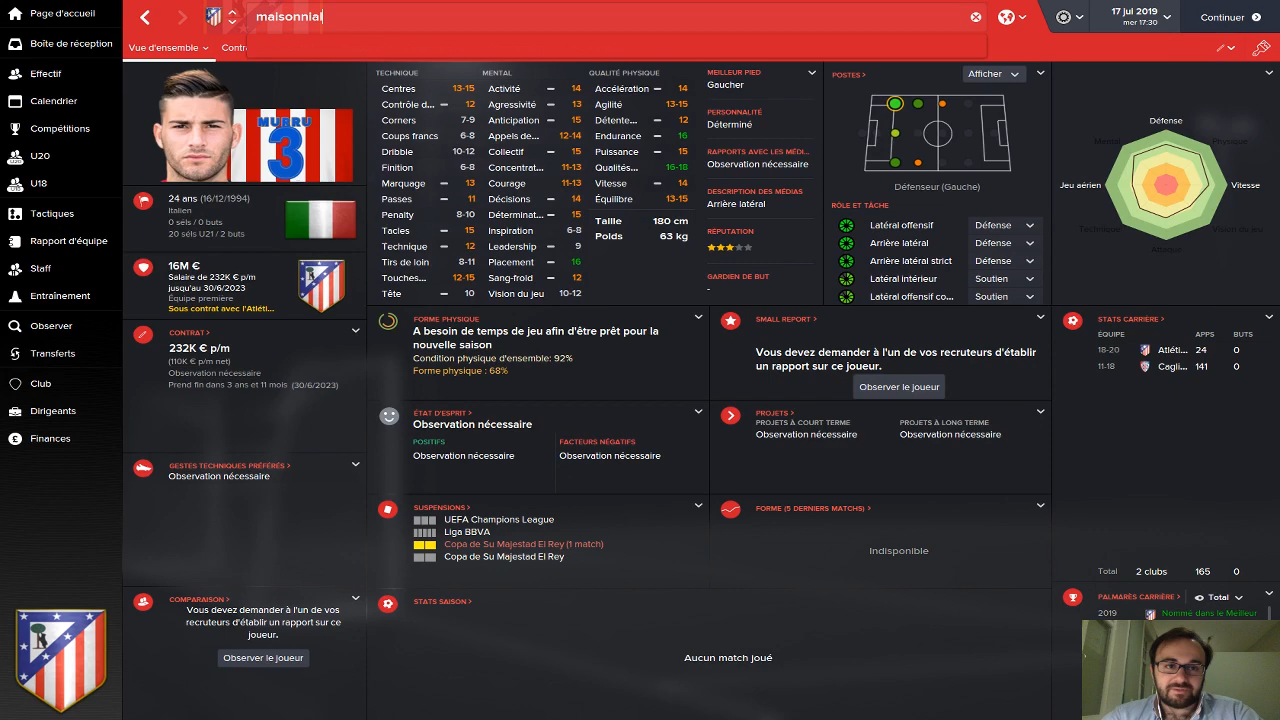 Page d'accueil
maisonnial
17 jul 2019
mer 17:30
Continuer
Boîte de réception
Vue d'ensemble
Contra
Effectif
Calendrier
Compétitions
U20
U20
U18
U18
Tactiques
Rapport d'équipe
Staff
Entraînement
Observer
Transferts
Club
Dirigeants
Finances
MURRU
3
24 ans (16/12/1994)
Italien
0 séls / 0 buts
20 séls U21 / 2 buts
16M €
Salaire de 232K € p/m
jusqu'au 30/6/2023
Équipe première
Sous contrat avec l'Atléti...
CONTRAT >
232K € p/m
(110K € p/m net)
Observation nécessaire
Prend fin dans 3 ans et 11 mois (30/6/2023)
GESTES TECHNIQUES PRÉFÉRÉS >
Observation nécessaire
COMPARAISON >
Vous devez demander à l'un de vos
recruteurs d'établir un rapport sur ce
joueur.
Observer le joueur
TECHNIQUE
Centres 13-15
Contrôle d... 12
Corners 7-9
Coups francs 6-8
Dribble 10-12
Finition 6-8
Marquage 13
Passes 11
Penalty 8-10
Tacles 15
Technique 12
Tirs de loin 8-11
Touches... 12-15
Tête 10
MENTAL
Activité 14
Agressivité 13
Anticipation 15
Appels de... 12-14
Collectif 15
Concentrat... 11-13
Courage 11-13
Décisions 14
Déterminat... 15
Inspiration 6-8
Leadership 9
Placement 16
Sang-froid 12
Vision du jeu 10-12
QUALITÉ PHYSIQUE
Accélération 14
Agilité 13-15
Détente... 12
Endurance 16
Puissance 15
Qualités... 16-18
Vitesse 14
Équilibre 13-15
Taille 180 cm
Poids 63 kg
MEILLEUR PIED
Gaucher
PERSONNALITÉ
Déterminé
RAPPORTS AVEC LES MÉDI...
Observation nécessaire
DESCRIPTION DES MÉDIAS
Arrière latéral
RÉPUTATION
GARDIEN DE BUT
-
POSTES >
Afficher
Défenseur (Gauche)
RÔLE ET TÂCHE
Latéral offensif Défense
Arrière latéral Défense
Arrière latéral strict Défense
Latéral intérieur Soutien
Latéral offensif co... Soutien
Défense
Mental
Physique
Jeu aérien
Vitesse
Technique
Vision de jeu
Attaque
FORME PHYSIQUE
A besoin de temps de jeu afin d'être prêt pour la
nouvelle saison
Condition physique d'ensemble: 92%
Forme physique : 68%
SMALL REPORT >
Vous devez demander à l'un de vos recruteurs d'établir
un rapport sur ce joueur.
Observer le joueur
ÉTAT D'ESPRIT >
Observation nécessaire
POSITIFS
Observation nécessaire
FACTEURS NÉGATIFS
Observation nécessaire
PROJETS >
PROJETS À COURT TERME
Observation nécessaire
PROJETS À LONG TERME
Observation nécessaire
SUSPENSIONS >
UEFA Champions League
Liga BBVA
Copa de Su Majestad El Rey (1 match)
Copa de Su Majestad El Rey
FORME (5 DERNIERS MATCHS) >
Indisponible
STATS SAISON >
Aucun match joué
STATS CARRIÈRE >
ÉQUIPE APPS BUTS
18-20 Atléti... 24 0
11-18 Cagli... 141 0
Total 2 clubs 165 0
PALMARÈS CARRIÈRE >
Total
2019 Nommé dans le Meilleur